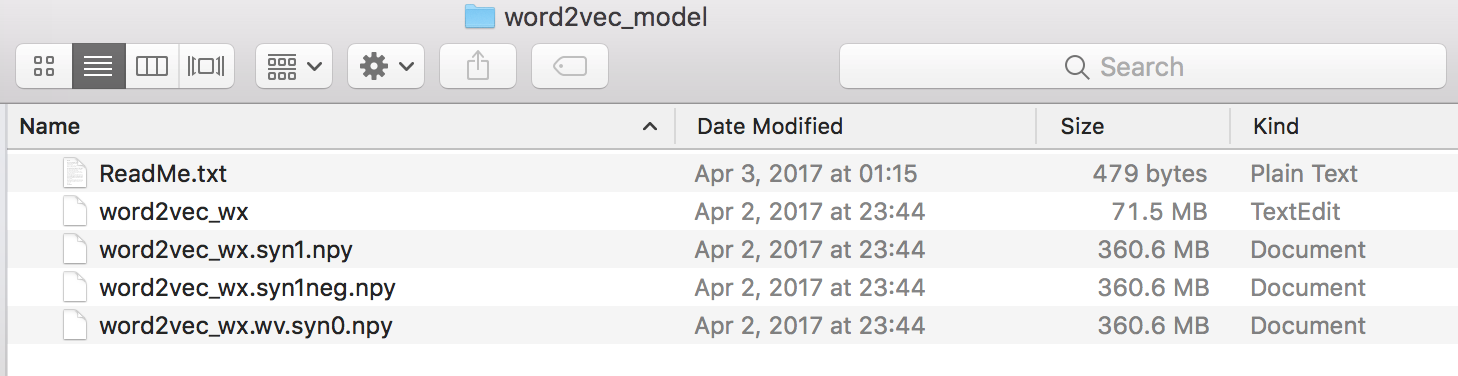 word2vec_model
Search
Name Date Modified Size Kind
ReadMe.txt Apr 3, 2017 at 01:15 479 bytes Plain Text
word2vec_wx Apr 2, 2017 at 23:44 71.5 MB TextEdit
word2vec_wx.syn1.npy Apr 2, 2017 at 23:44 360.6 MB Document
word2vec_wx.syn1neg.npy Apr 2, 2017 at 23:44 360.6 MB Document
word2vec_wx.wv.syn0.npy Apr 2, 2017 at 23:44 360.6 MB Document